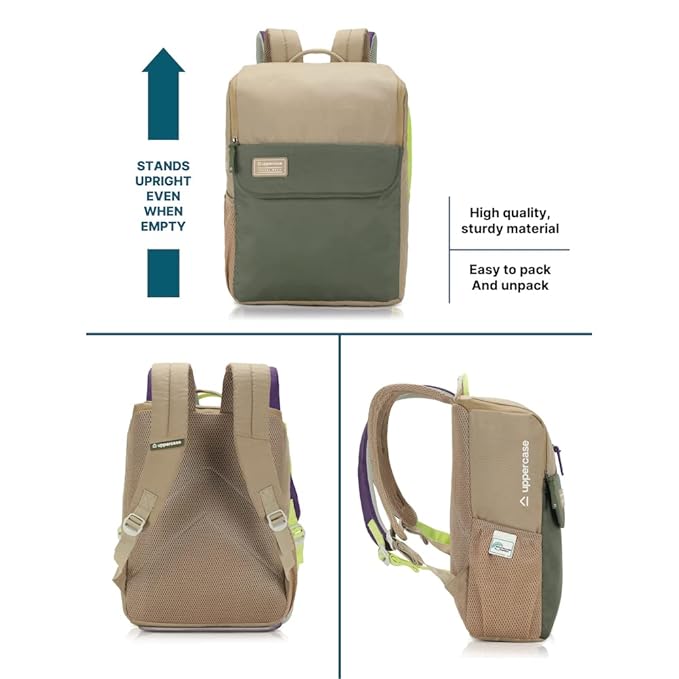 STANDS
UPRIGHT
EVEN
WHEN
EMPTY
uppercase
High quality,
sturdy material
Easy to pack
And unpack
uppercase
uppercase